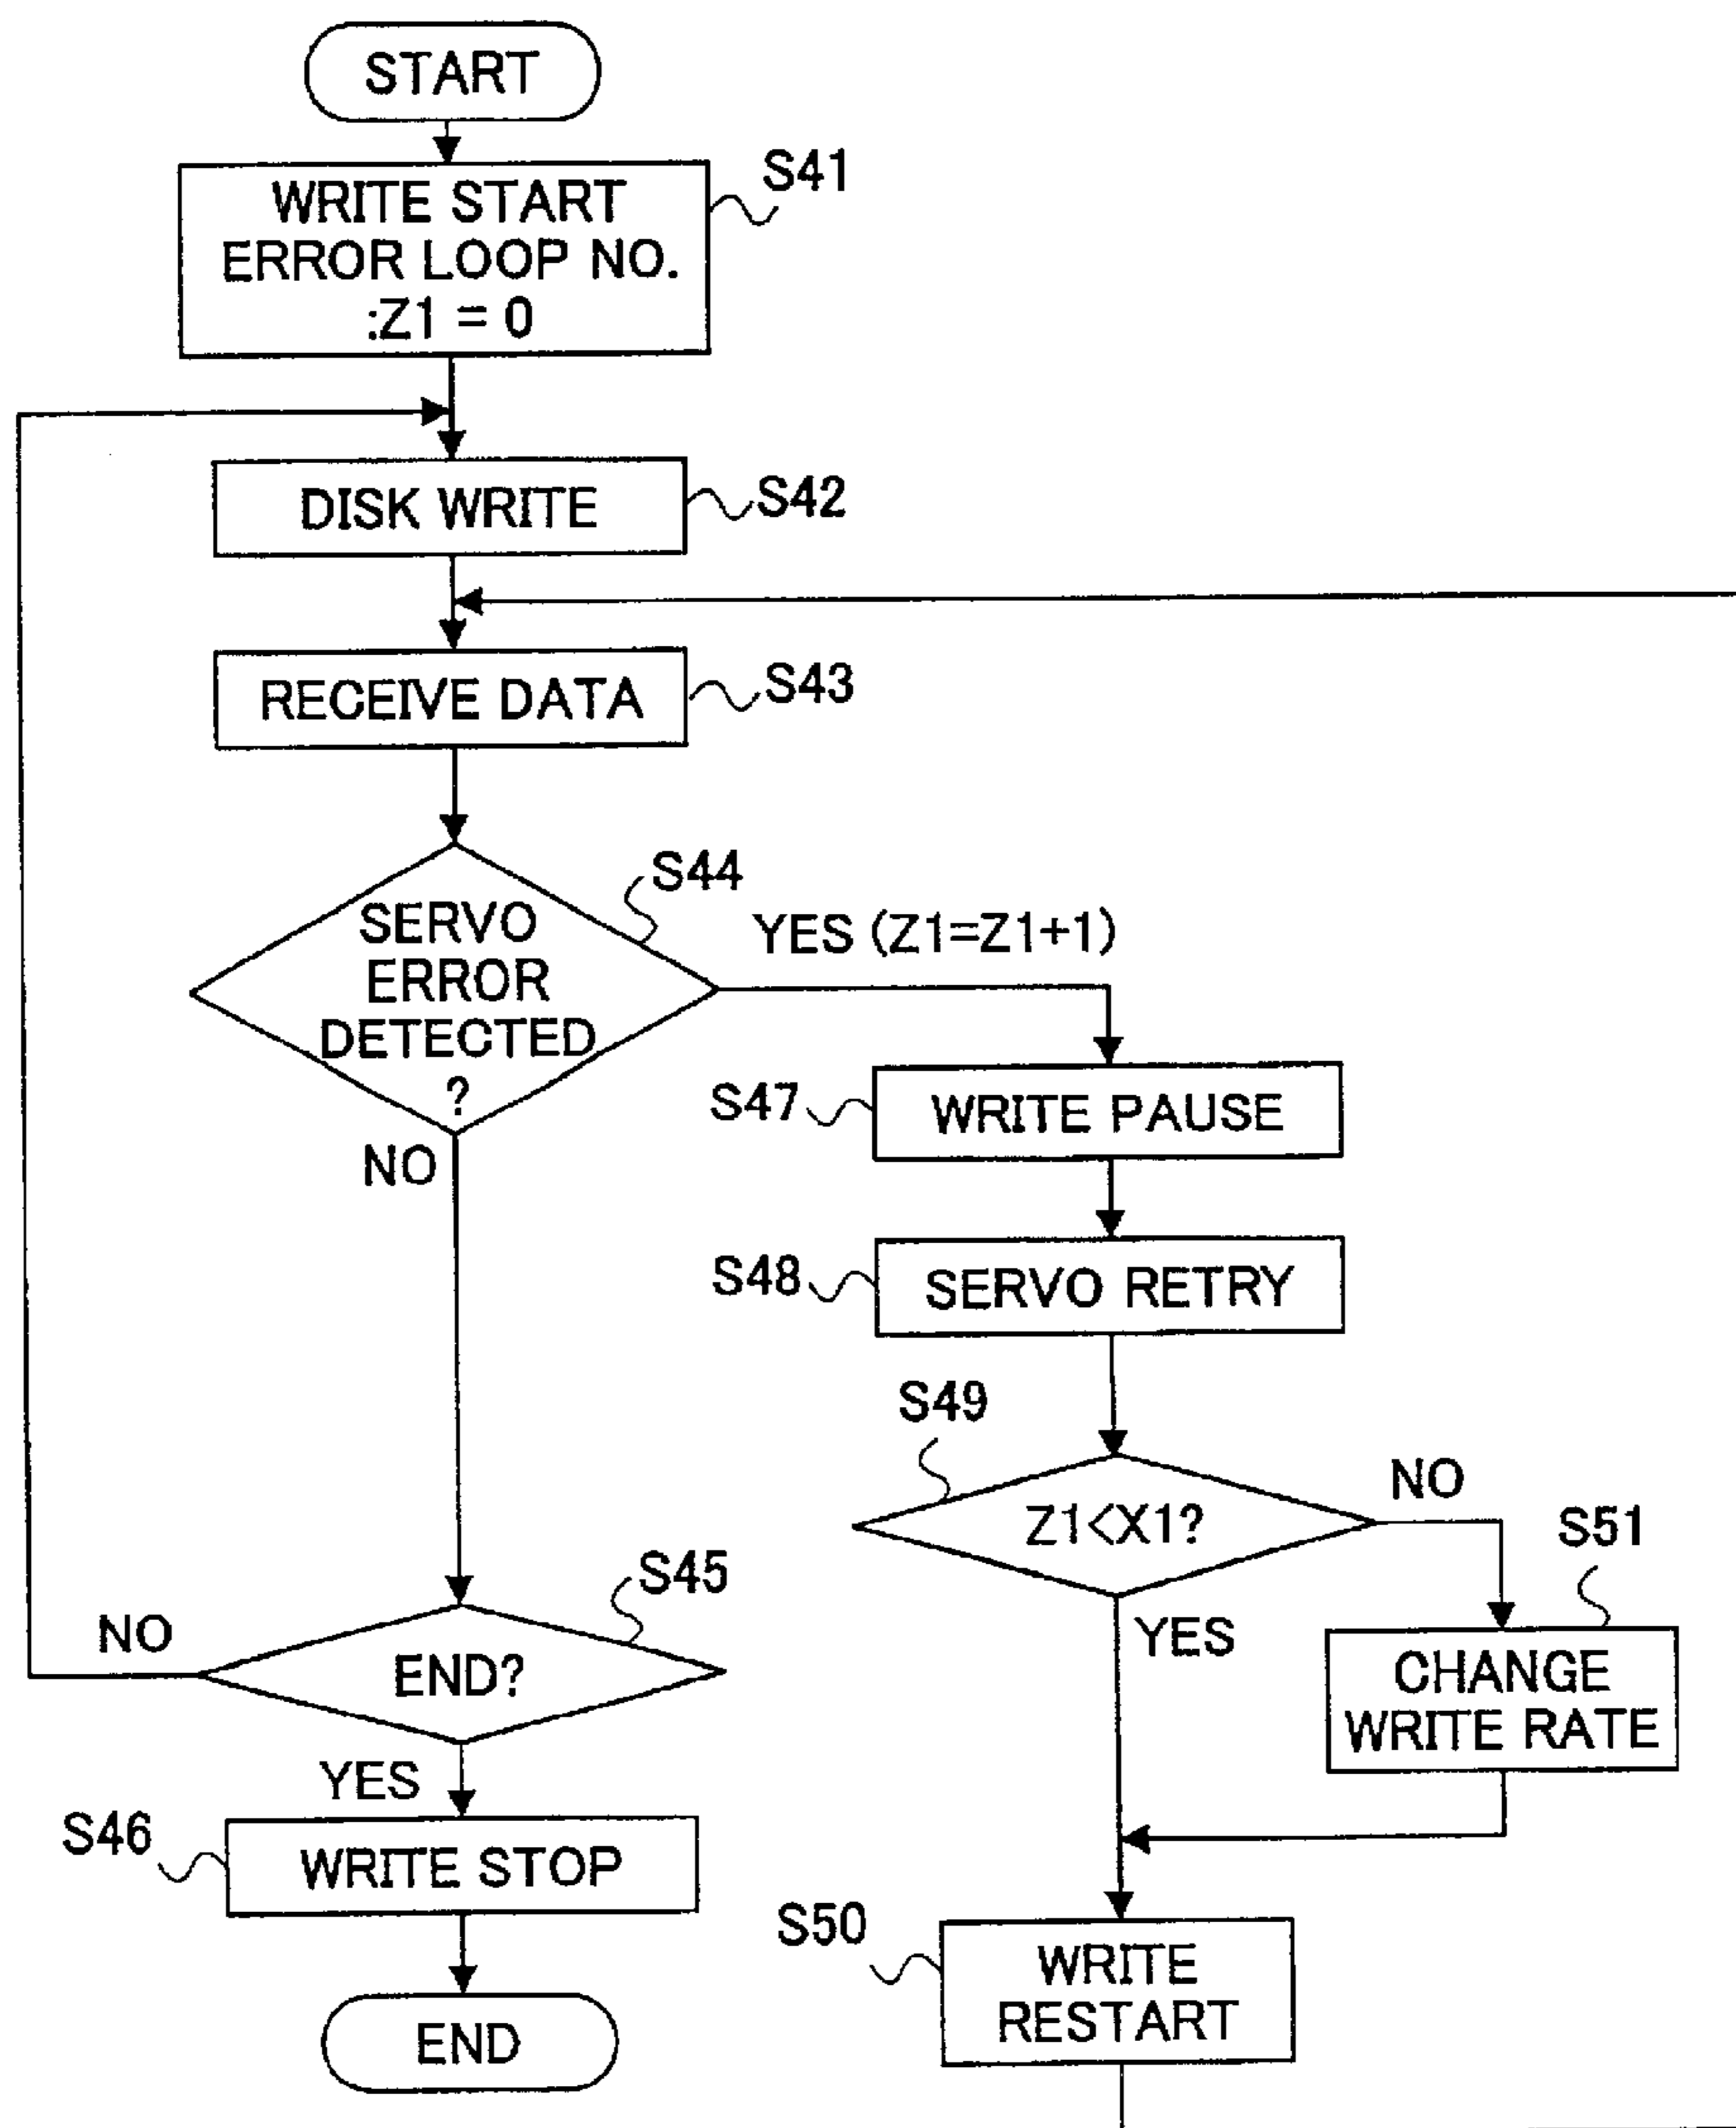 START
S41
WRITE START
ERROR LOOP NO.
:Z1 = 0
DISK WRITE
S42
RECEIVE DATA
S43
S44
SERVO
ERROR
DETECTED
?
YES (Z1=Z1+1)
NO
S47
WRITE PAUSE
S48
SERVO RETRY
S49
Z1<X1?
NO
YES
S51
CHANGE
WRITE RATE
S45
NO
END?
YES
S46
WRITE STOP
S50
WRITE
RESTART
END